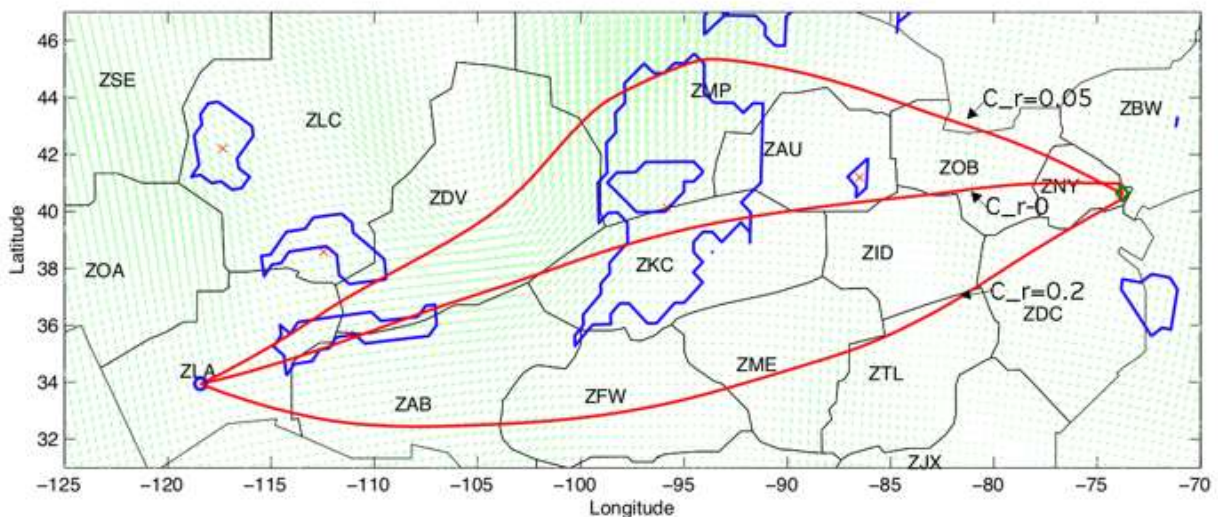 46
44
42
40
38
36
34
32
Latitude
ZSE
ZLC
ZMP
C_r=0.05
ZBW
ZAU
ZDV
ZOB
ZNY
C_r-0
ZOA
ZKC
ZID
C_r=0.2
ZDC
ZLA
ZME
ZTL
ZAB
ZFW
ZJX
−125 −120 −115 −110 −105 −100 −95 −90 −85 −80 −75 −70
Longitude